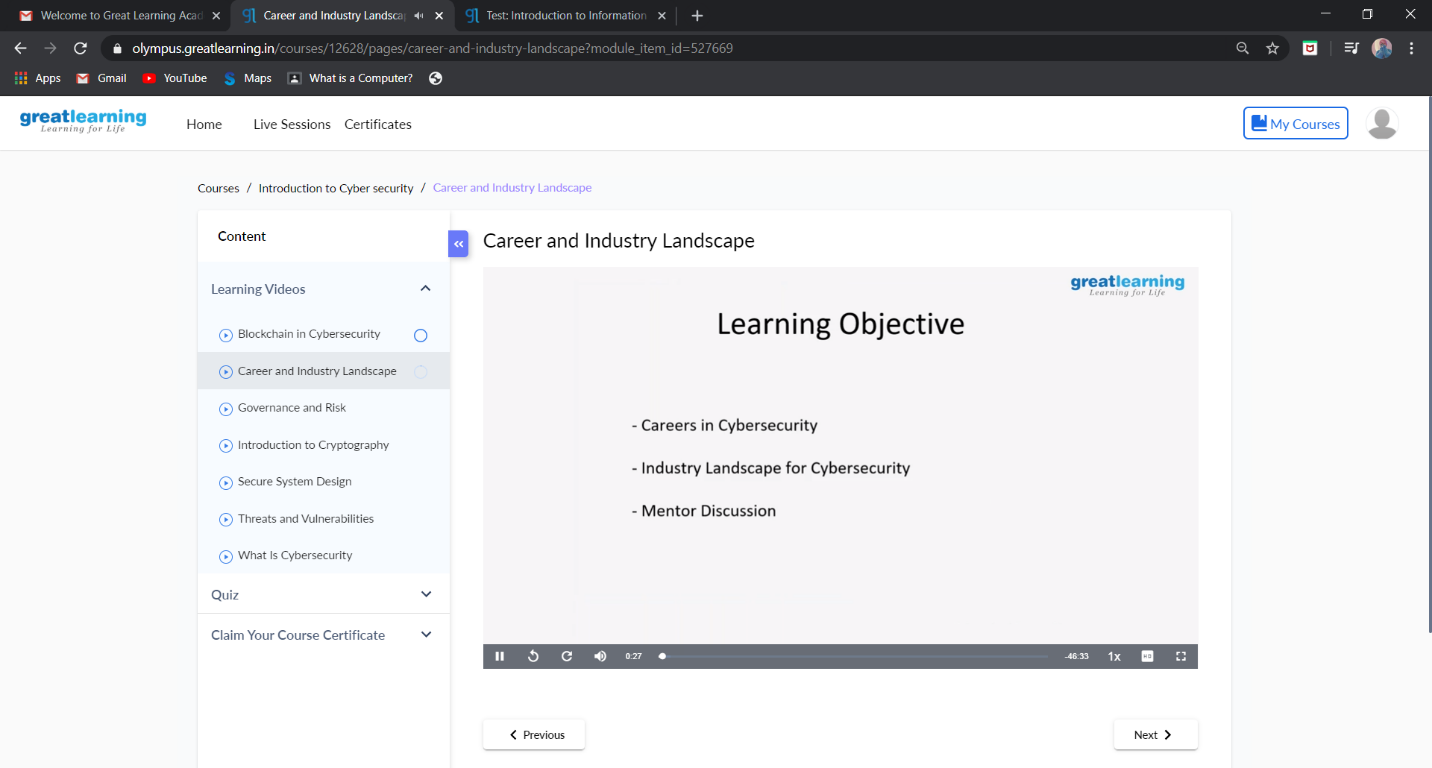 Welcome to Great Learning Acad
Career and Industry Landscap
Test: Introduction to Information
olympus.greatlearning.in/courses/12628/pages/career-and-industry-landscape?module_item_id=527669
Apps Gmail YouTube Maps What is a Computer?
greatlearning
Learning for Life
Home Live Sessions Certificates
My Courses
Courses / Introduction to Cyber security / Career and Industry Landscape
Content
Learning Videos
Blockchain in Cybersecurity
Career and Industry Landscape
Governance and Risk
Introduction to Cryptography
Secure System Design
Threats and Vulnerabilities
What Is Cybersecurity
Quiz
Claim Your Course Certificate
Career and Industry Landscape
greatlearning
Learning for Life
Learning Objective
- Careers in Cybersecurity
- Industry Landscape for Cybersecurity
- Mentor Discussion
0:27 -46:33 1x
Previous
Next